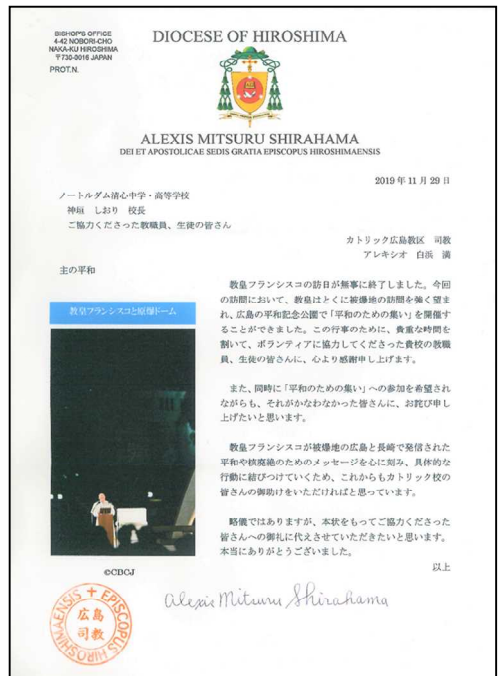 BISHOP'S OFFICE
4-42 NOBORI-CHO
NAKA-KU HIROSHIMA
〒730-0016 JAPAN
PROT.N.
DIOCESE OF HIROSHIMA
ALEXIS MITSURU SHIRAHAMA
DEI ET APOSTOLICAE SEDIS GRATIA EPISCOPUS HIROSHIMAENSIS
2019年11月29日
ノートルダム清心中学・高等学校
神垣 しおり 校長
ご協力くださった教職員、生徒の皆さん
カトリック広島教区 司教
アレキシオ 白浜 満
主の平和
教皇フランシスコの訪日が無事に終了しました。今回
の訪問において、教皇はとくに被爆地の訪問を強く望ま
れ、広島の平和記念公園で「平和のための集い」を開催す
ることができました。この行事のために、貴重な時間を
割いて、ボランティアに協力してくださった貴校の教職
員、生徒の皆さんに、心より感謝申し上げます。
また、同時に「平和のための集い」への参加を希望され
ながらも、それがかなわなかった皆さんに、お詫び申し
上げたいと思います。
教皇フランシスコが被爆地の広島と長崎で発信された
平和や核廃絶のためのメッセージを心に刻み、具体的な
行動に結びつけていくため、これからもカトリック校の
皆さんの御助けをいただければと思っています。
略儀ではありますが、本状をもってご協力くださった
皆さんへの御礼に代えさせていただきたいと思います。
本当にありがとうございました。
以上
教皇フランシスコと原爆ドーム
©CBCJ
Alexis Mitsuru Shirahama
EPISCOPUS HIROSHIMAENSIS
広島
司教